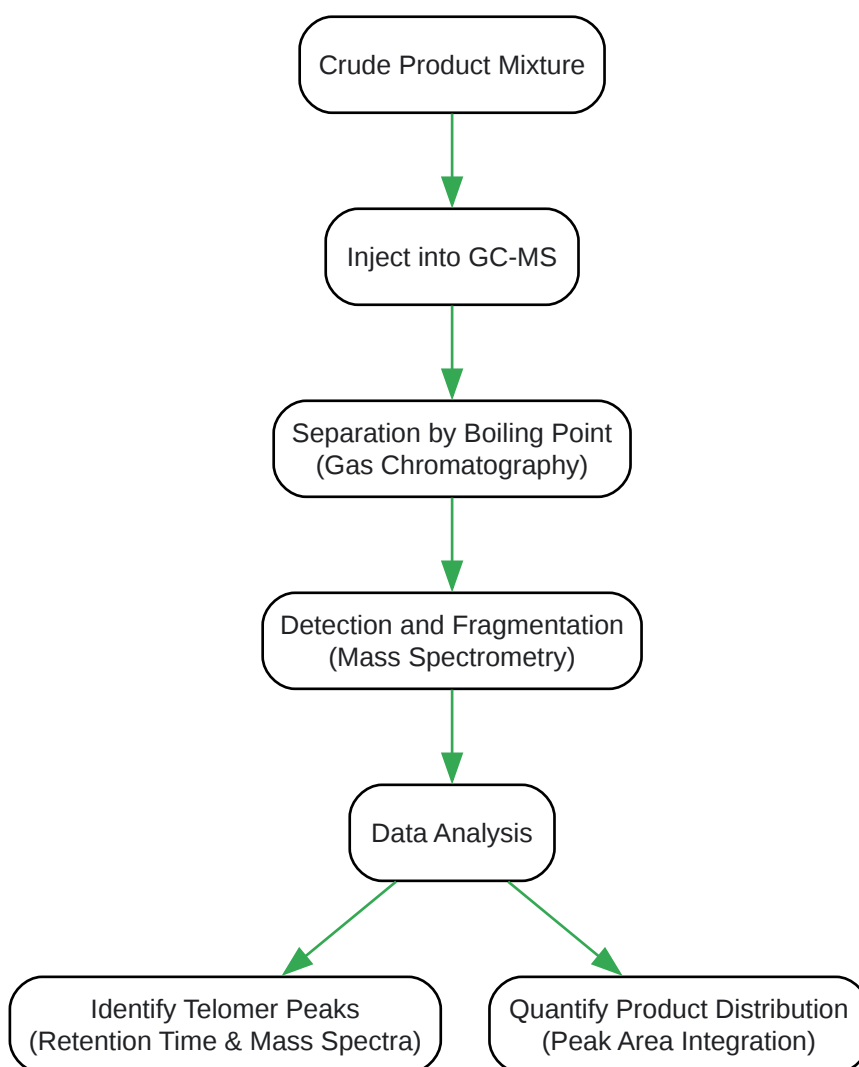 Crude Product Mixture
Inject into GC-MS
Separation by Boiling Point
(Gas Chromatography)
Detection and Fragmentation
(Mass Spectrometry)
Data Analysis
Identify Telomer Peaks
(Retention Time & Mass Spectra)
Quantify Product Distribution
(Peak Area Integration)